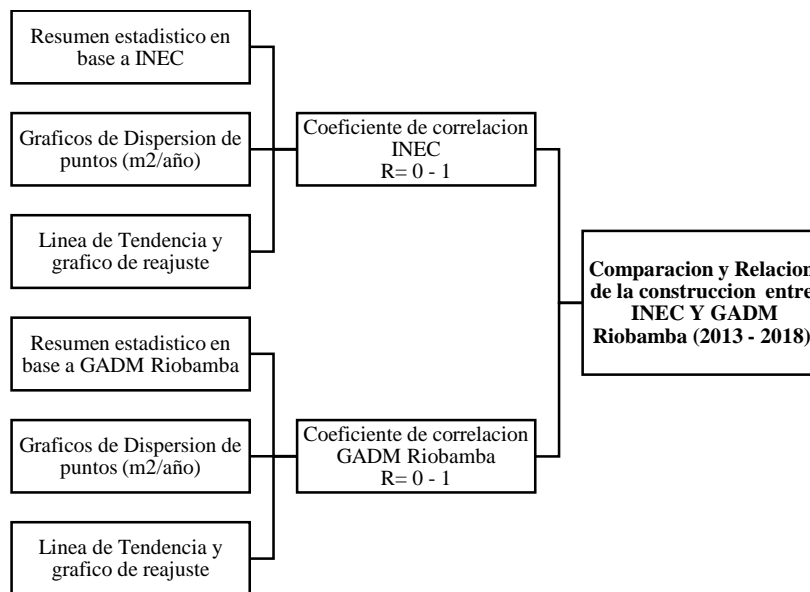 Resumen estadistico en
base a INEC
Graficos de Dispersion de
puntos (m2/año)
Linea de Tendencia y
grafico de reajuste
Coeficiente de correlacion
INEC
R= 0 - 1
Resumen estadistico en
base a GADM Riobamba
Graficos de Dispersion de
puntos (m2/año)
Linea de Tendencia y
grafico de reajuste
Coeficiente de correlacion
GADM Riobamba
R= 0 - 1
Comparacion y Relacion
de la construccion entre
INEC Y GADM
Riobamba (2013 - 2018)